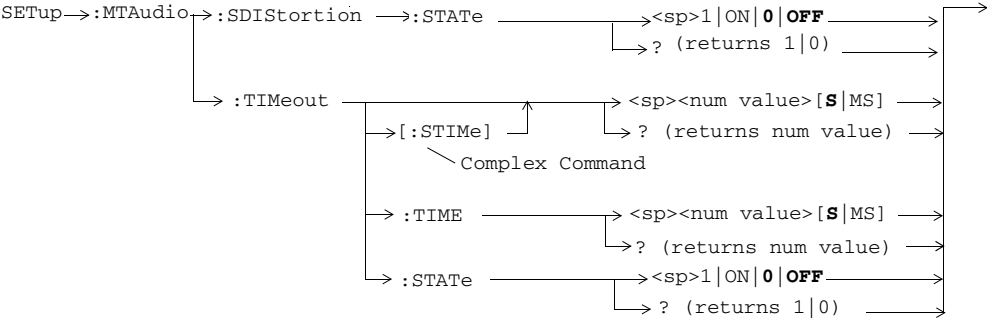 SETup :MTAudio :SDIStortion :STATe <sp>1|ON|0|OFF
? (returns 1|0)
:TIMeout <sp><num value>[S|MS]
[:STIMe] ? (returns num value)
Complex Command
:TIME <sp><num value>[S|MS]
? (returns num value)
:STATe <sp>1|ON|0|OFF
? (returns 1|0)